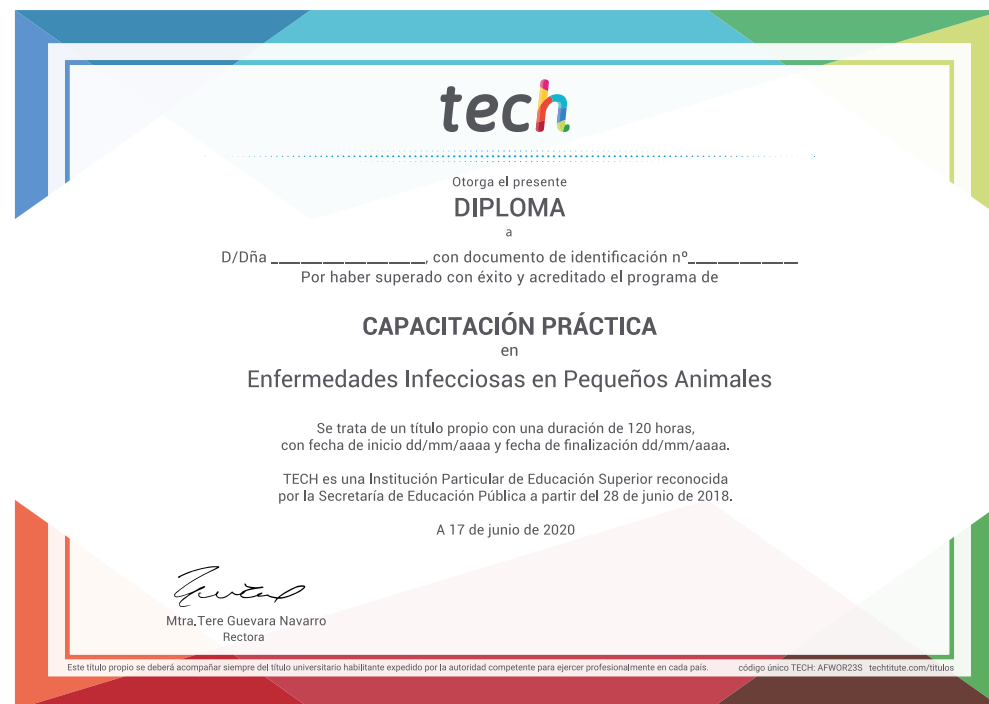 tech
Otorga el presente
DIPLOMA
a
D/Dña ______________, con documento de identificación nº__________
Por haber superado con éxito y acreditado el programa de
CAPACITACIÓN PRÁCTICA
en
Enfermedades Infecciosas en Pequeños Animales
Se trata de un título propio con una duración de 120 horas,
con fecha de inicio dd/mm/aaaa y fecha de finalización dd/mm/aaaa.
TECH es una Institución Particular de Educación Superior reconocida
por la Secretaría de Educación Pública a partir del 28 de junio de 2018.
A 17 de junio de 2020
Mtra.Tere Guevara Navarro
Rectora
Este título propio se deberá acompañar siempre del título universitario habilitante expedido por la autoridad competente para ejercer profesionalmente en cada país. código único TECH: AFWOR23S techtitute.com/titulos